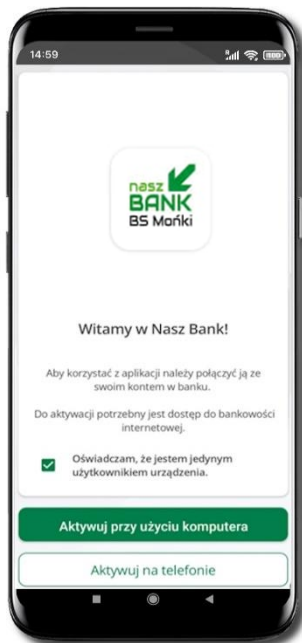 14:59
nasz
BANK
BS Mońki
Witamy w Nasz Bank!
Aby korzystać z aplikacji należy połączyć ją ze
swoim kontem w banku.
Do aktywacji potrzebny jest dostęp do bankowości
internetowej.
Oświadczam, że jestem jedynym
użytkownikiem urządzenia.
Aktywuj przy użyciu komputera
Aktywuj na telefonie